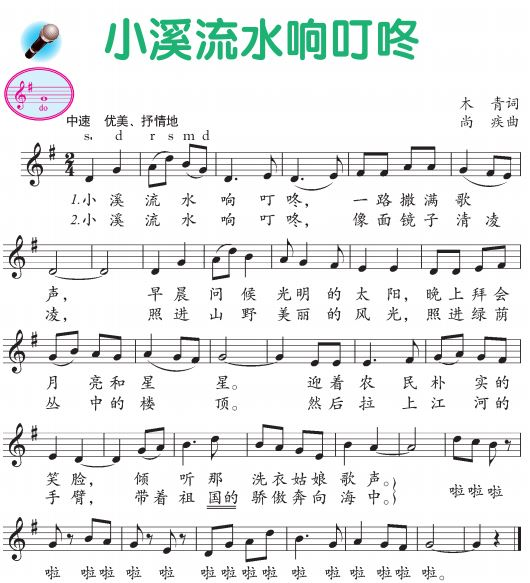 小溪流水响叮咚
do
木 青词
中速 优美、抒情地
尚 疾曲
s. d r s m d
2
4
1.小 溪 流 水 响 叮 咚， 一 路 撒 满 歌
2.小 溪 流 水 响 叮 咚， 像 面 镜 子 清 凌
声， 早 晨 问 候 光 明 的 太 阳，晚 上 拜 会
凌， 照 进 山 野 美 丽 的 风 光，照 进 绿 荫
月 亮 和 星 星。 迎 着 农 民 朴 实 的
丛 中 的 楼 顶。 然 后 拉 上 江 河 的
笑 脸， 倾 听 那 洗 衣 姑 娘 歌 声。
手 臂， 带 着 祖 国 的 骄 傲 奔 向 海 中。
啦 啦 啦
啦 啦 啦 啦 啦 啦 啦 啦 啦 啦 啦 啦 啦 啦。